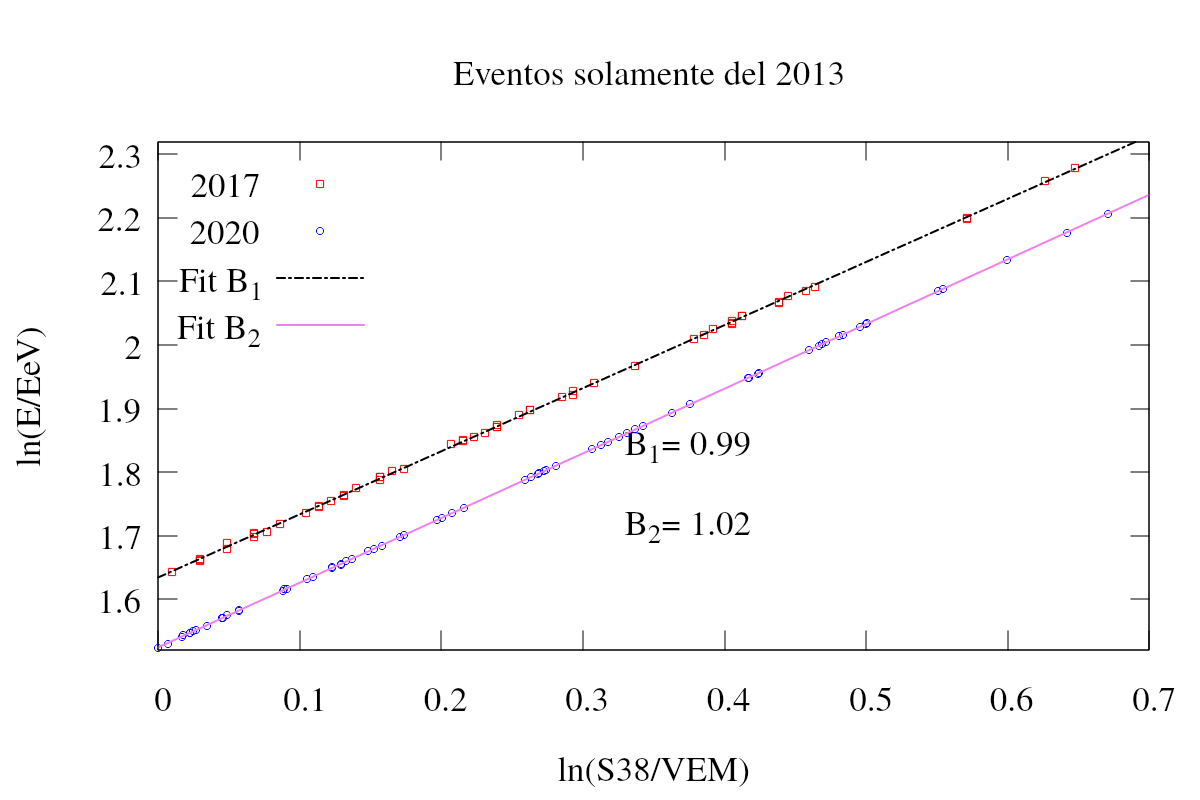 Eventos solamente del 2013
2.3
2.2
2.1
2
1.9
1.8
1.7
1.6
ln(E/EeV)
2017
2020
Fit B1
Fit B2
B1= 0.99
B2= 1.02
0 0.1 0.2 0.3 0.4 0.5 0.6 0.7
ln(S38/VEM)